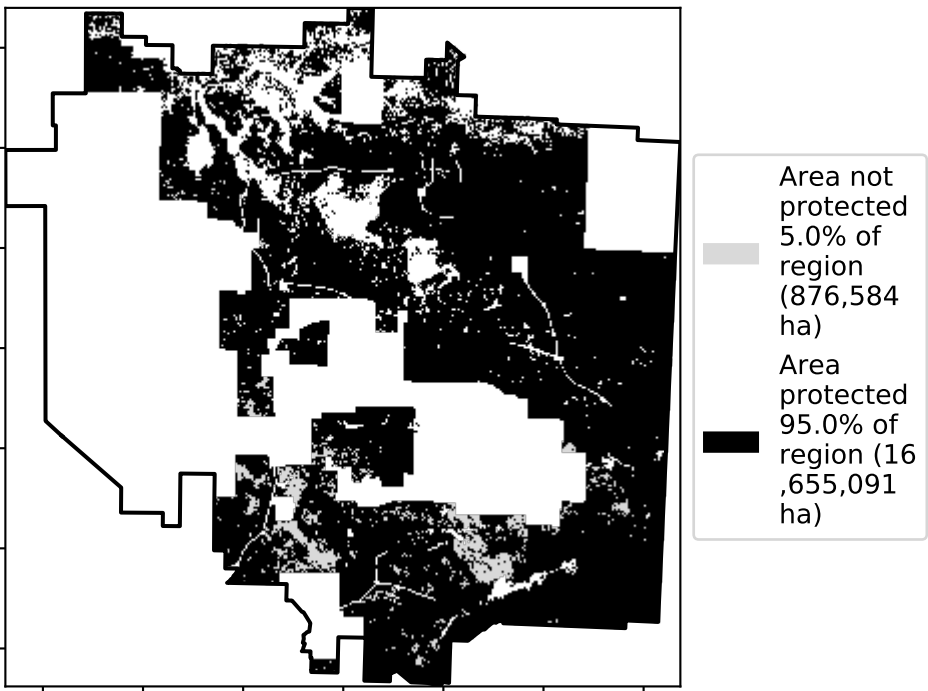 Area not
protected
5.0% of
region
(876,584
ha)
Area
protected
95.0% of
region (16
,655,091
ha)